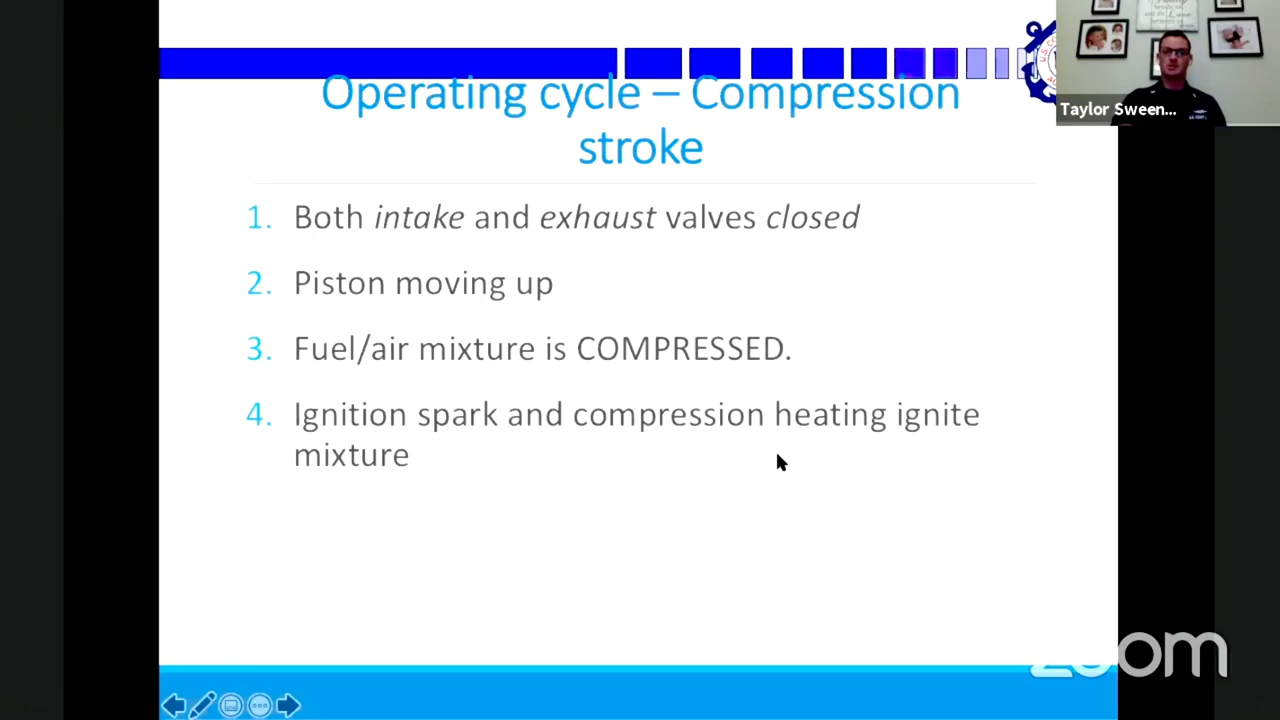 Operating cycle – Compression
stroke
1. Both intake and exhaust valves closed
2. Piston moving up
3. Fuel/air mixture is COMPRESSED.
4. Ignition spark and compression heating ignite
mixture
Taylor Sween...
zoom